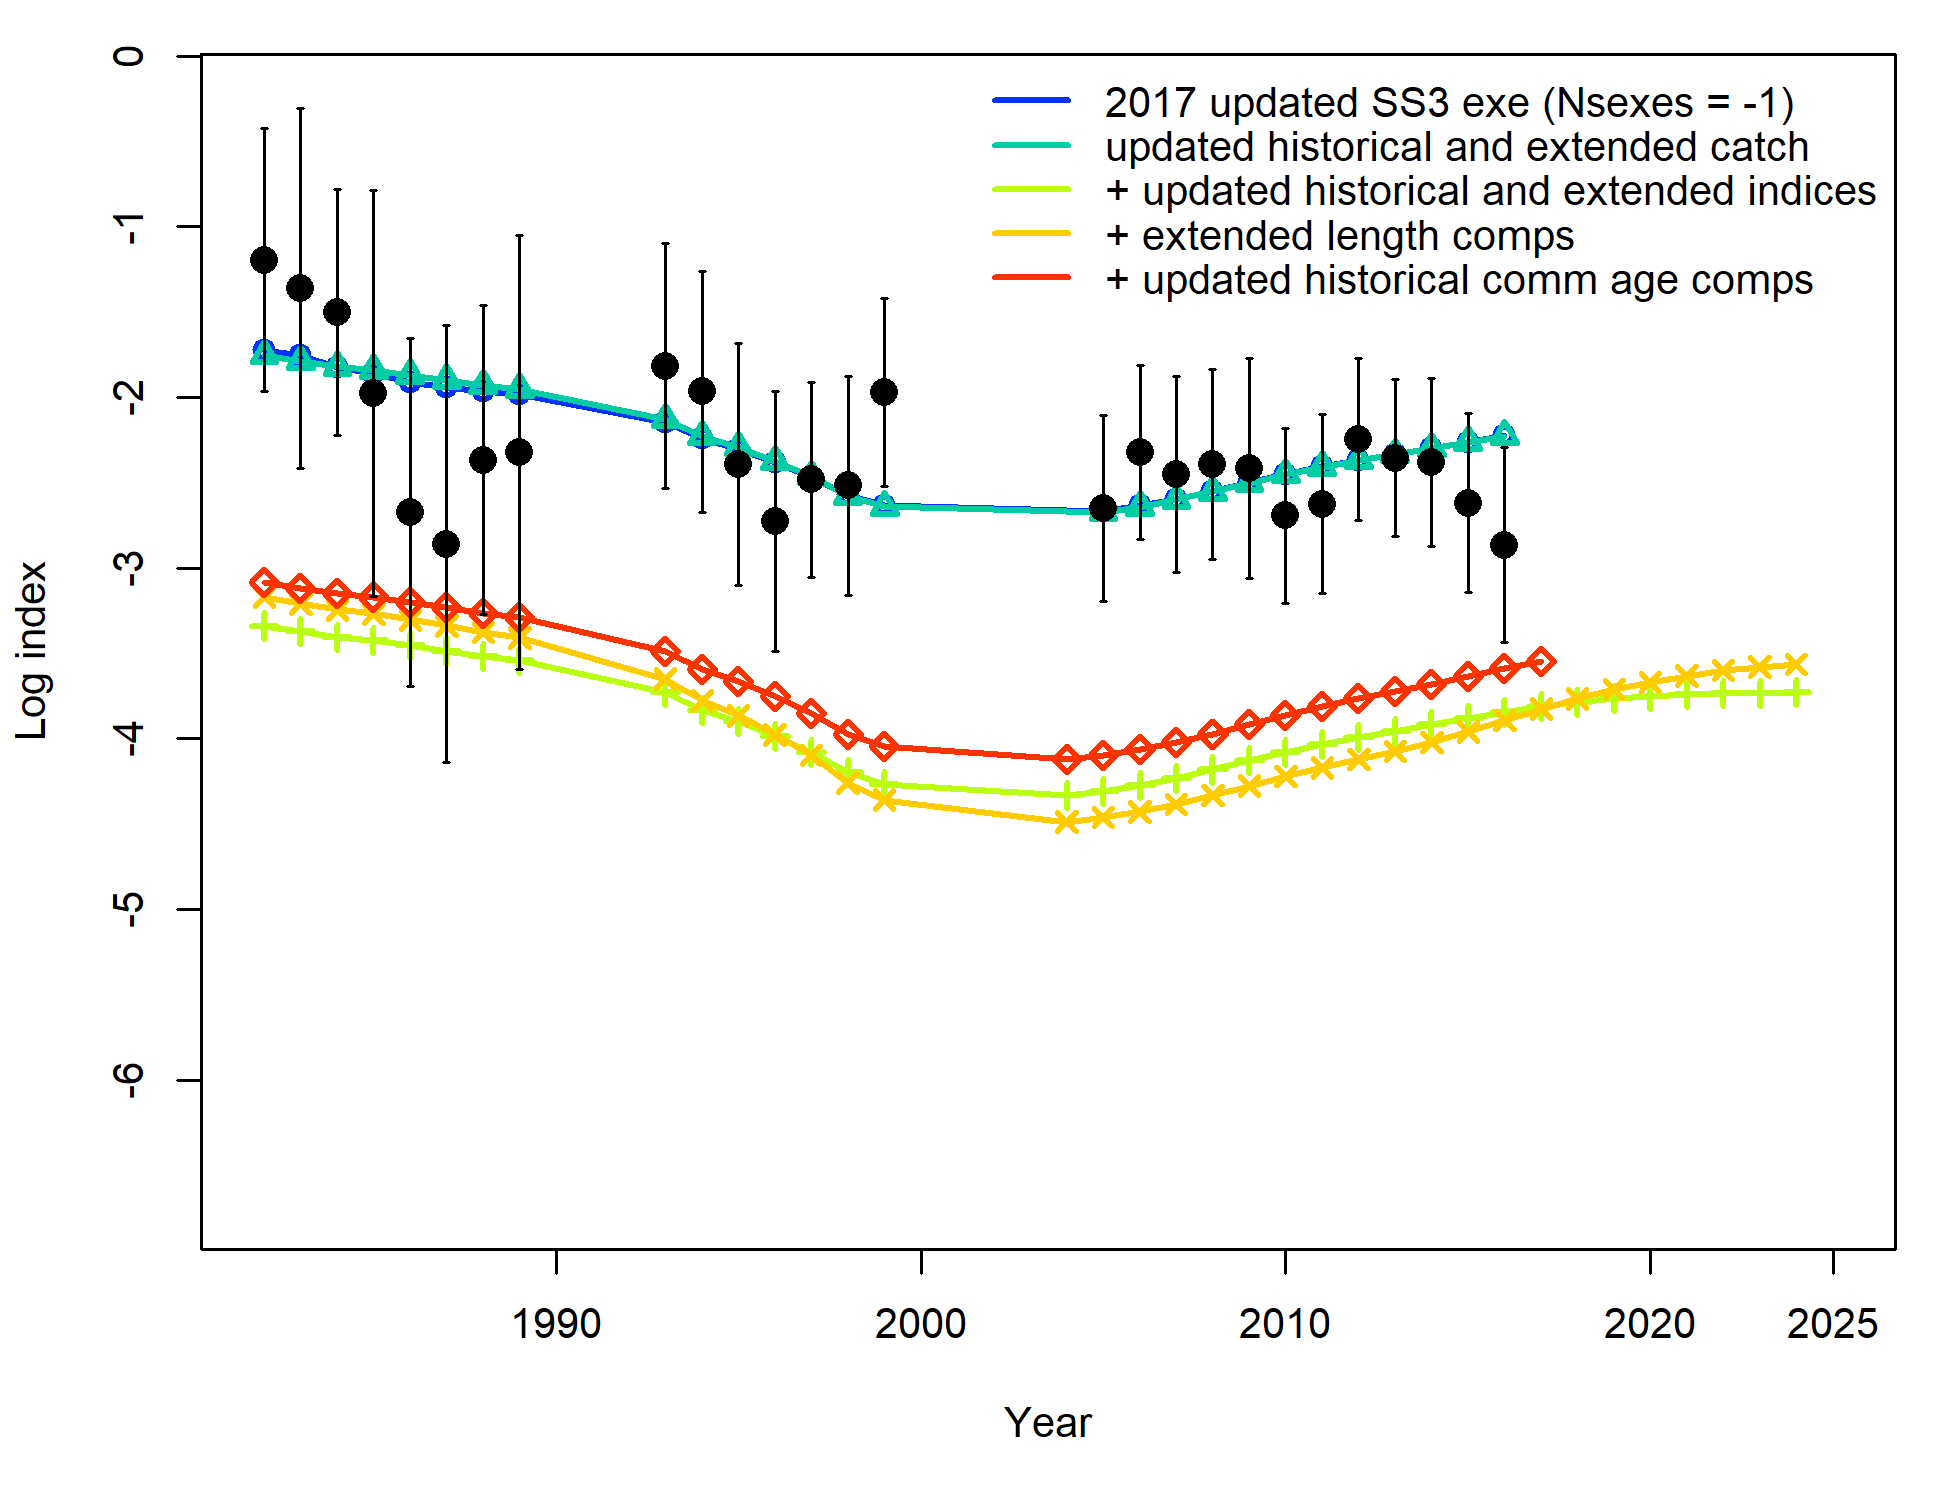 2017 updated SS3 exe (Nsexes = -1)
updated historical and extended catch
+ updated historical and extended indices
+ extended length comps
+ updated historical comm age comps
0
-1
-2
-3
-4
-5
-6
Log index
1990
2000
2010
2020
2025
Year